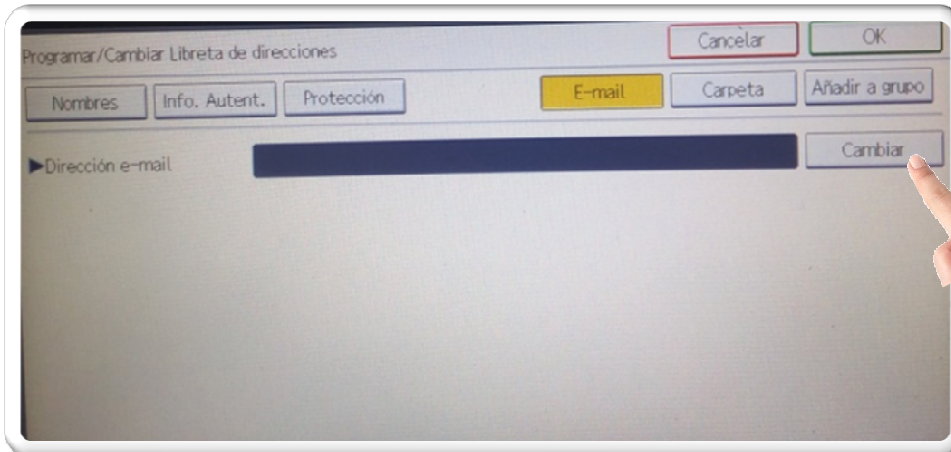 Programar/Cambiar Libreta de direcciones
Cancelar
OK
Nombres
Info. Autent.
Protección
E-mail
Carpeta
Añadir a grupo
▶Dirección e-mail
Cambiar